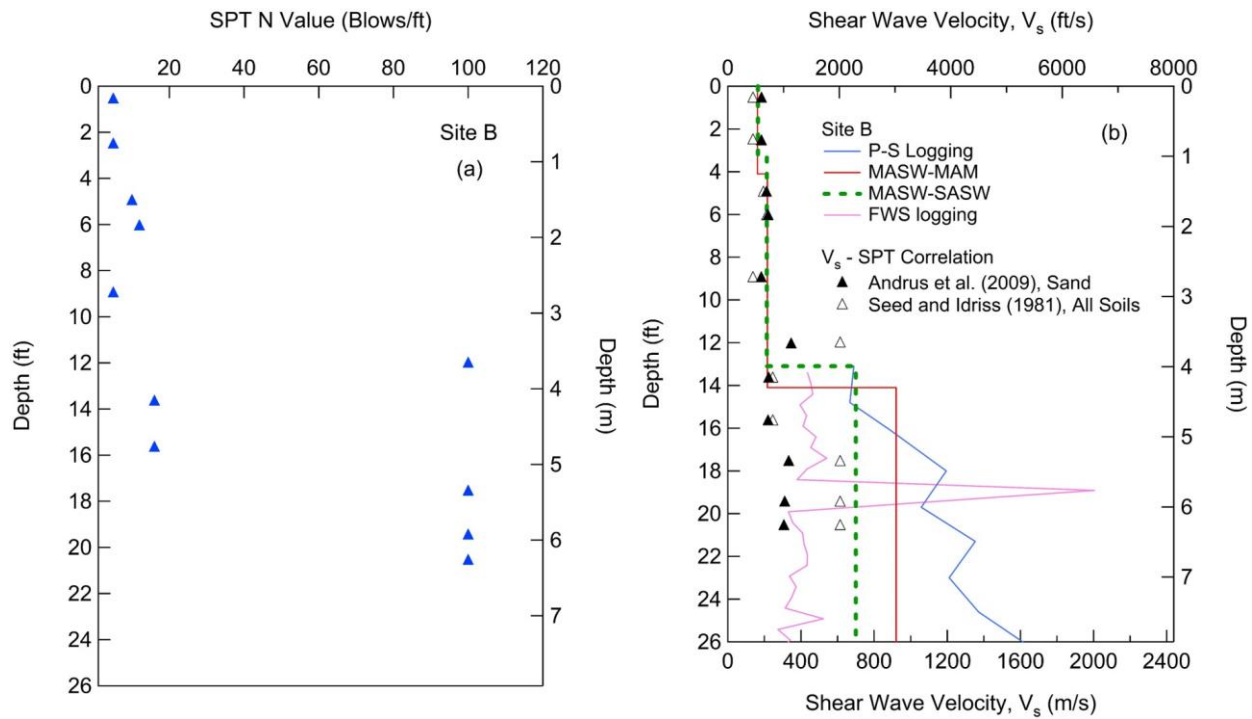 SPT N Value (Blows/ft)
0 20 40 60 80 100 120
0
2
4
6
8
10
12
14
16
18
20
22
24
26
Depth (ft)
Site B
(a)
0
1
2
3
4
5
6
7
Depth (m)
Shear Wave Velocity, Vs (ft/s)
0 2000 4000 6000 8000
0
2
4
6
8
10
12
14
16
18
20
22
24
26
Depth (ft)
Site B
(b)
P-S Logging
MASW-MAM
MASW-SASW
FWS logging
Vs - SPT Correlation
Andrus et al. (2009), Sand
Seed and Idriss (1981), All Soils
0
1
2
3
4
5
6
7
Depth (m)
0 400 800 1200 1600 2000 2400
Shear Wave Velocity, Vs (m/s)